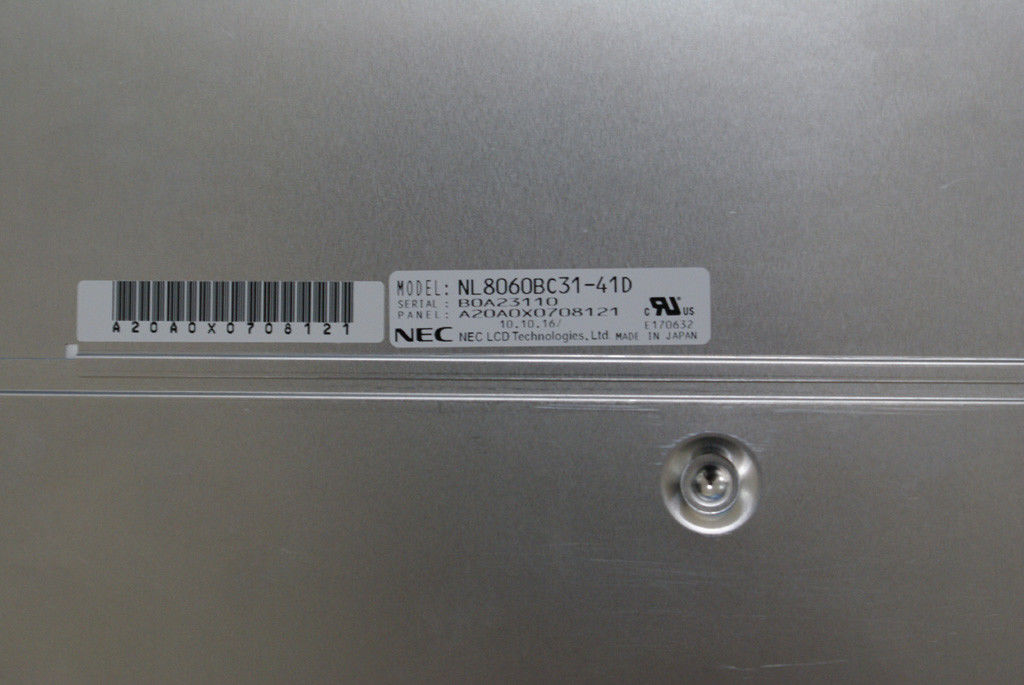 A20A0X0708121
MODEL: NL8060BC31-41D
SERIAL: B0A23110
PANEL: A20A0X0708121
10.10.16/
C RU US
E170632
NEC NEC LCD Technologies, Ltd. MADE IN JAPAN